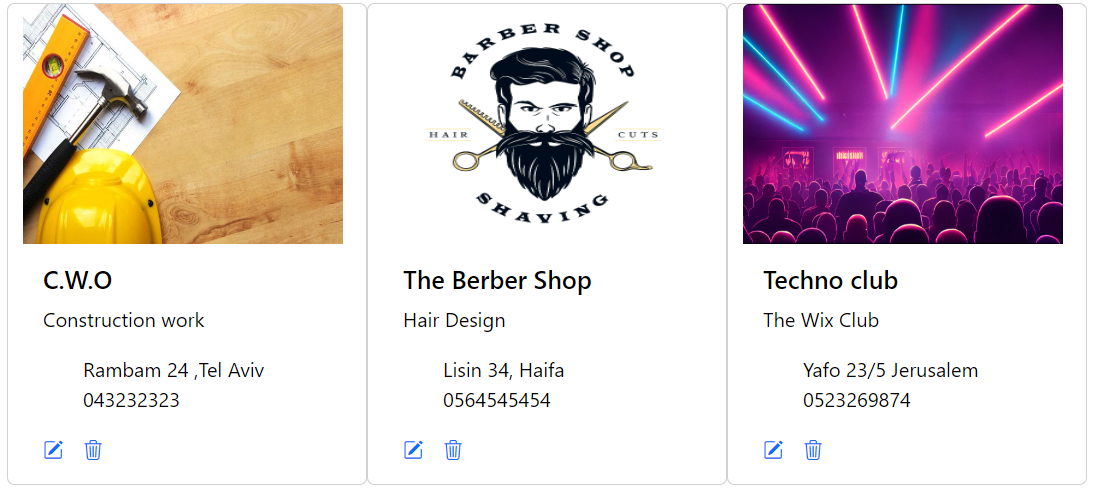 BARBER SHOP
HAIR
CUTS
SHAVING
C.W.O
Construction work
Rambam 24 ,Tel Aviv
043232323
The Berber Shop
Hair Design
Lisin 34, Haifa
0564545454
Techno club
The Wix Club
Yafo 23/5 Jerusalem
0523269874